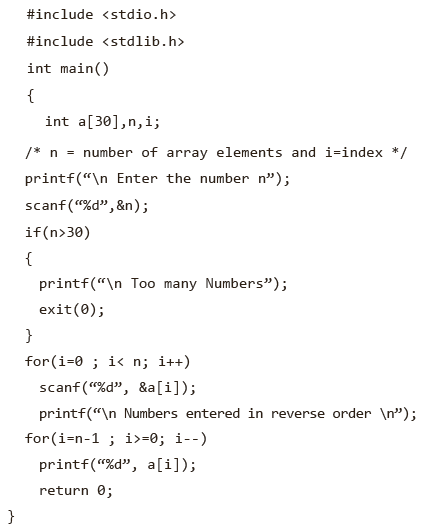 #include <stdio.h>
#include <stdlib.h>
int main()
{
int a[30],n,i;
/* n = number of array elements and i=index */
printf(“\n Enter the number n”);
scanf(“%d”,&n);
if(n>30)
{
printf(“\n Too many Numbers”);
exit(0);
}
for(i=0 ; i< n; i++)
scanf(“%d”, &a[i]);
printf(“\n Numbers entered in reverse order \n”);
for(i=n-1 ; i>=0; i--)
printf(“%d”, a[i]);
return 0;
}